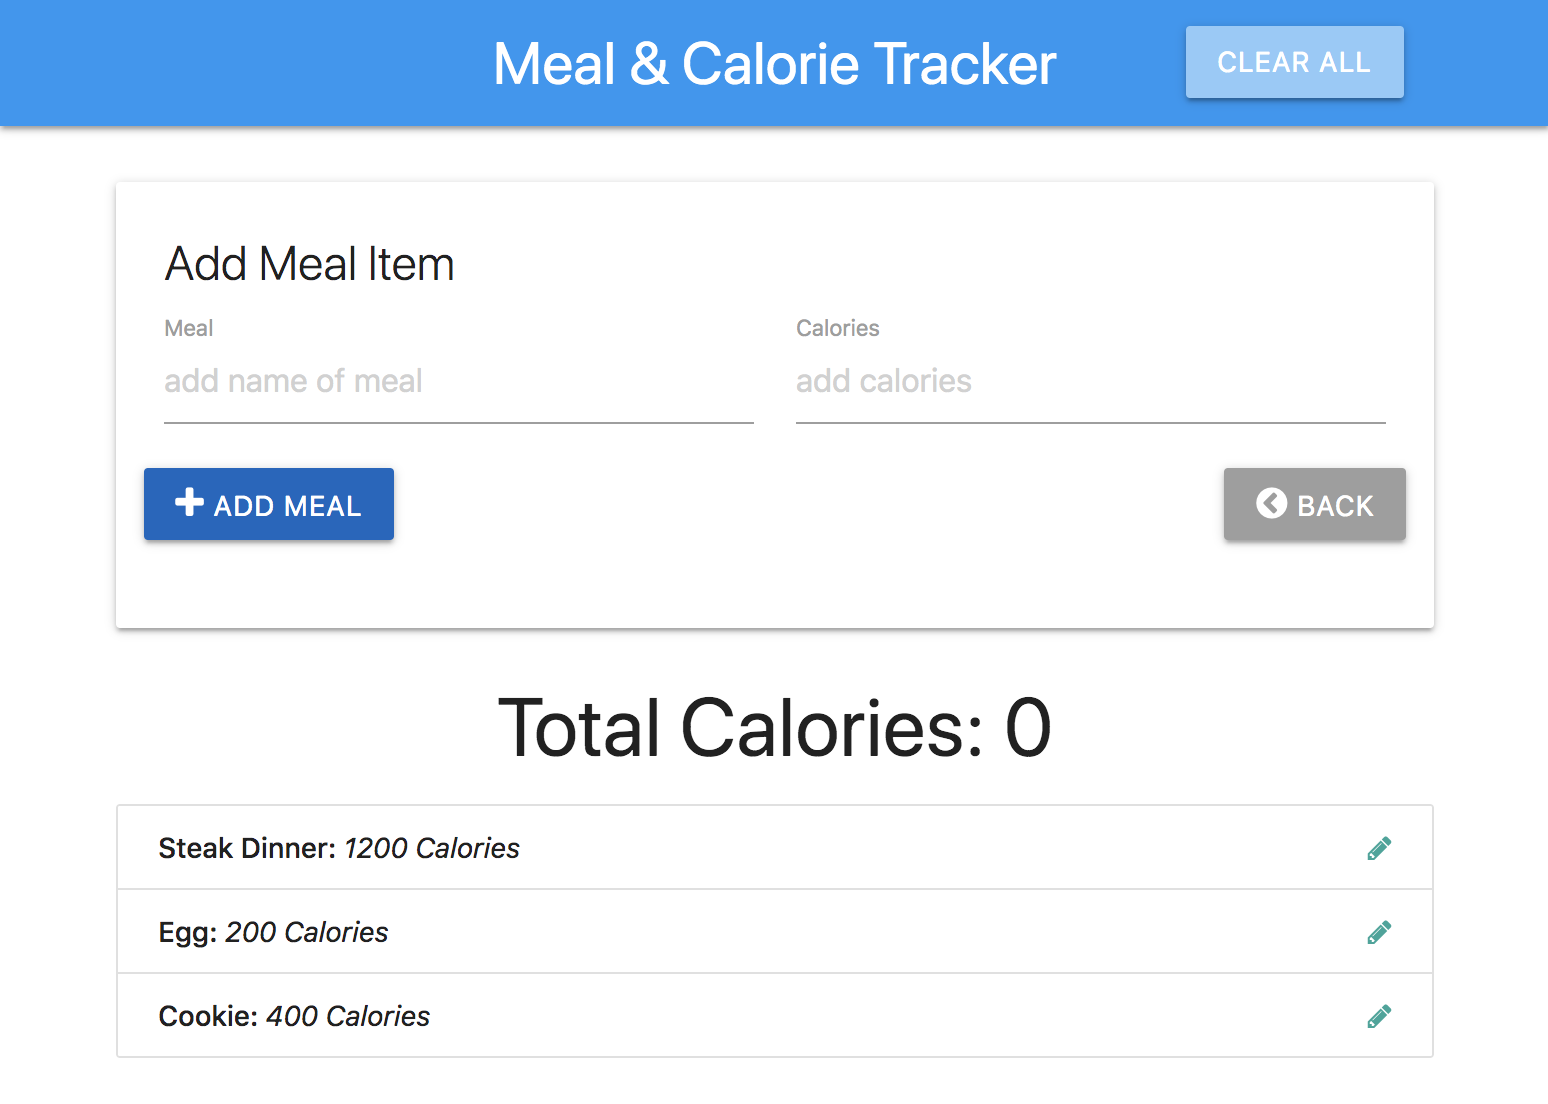 Meal & Calorie Tracker
CLEAR ALL
Add Meal Item
Meal
Calories
add name of meal
add calories
ADD MEAL
BACK
Total Calories: 0
Steak Dinner: 1200 Calories
Egg: 200 Calories
Cookie: 400 Calories